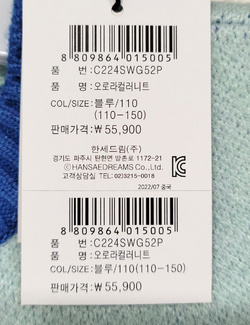 8 809864 015005
품 번: C224SWG52P
품 명: 오로라컬러니트
COL/SIZE: 블루/110
(110-150)
판매가격: ₩ 55,900
한세드림(주)
경기도 파주시 탄현면 방촌로 1172-21
ⓒHANSAEDREAMS Co.,Ltd.
고객상담실 TEL: 02)3215-0018
2022/07 중국
8 809864 015005
품 번: C224SWG52P
품 명: 오로라컬러니트
COL/SIZE: 블루/110(110-150)
판매가격: ₩ 55,900